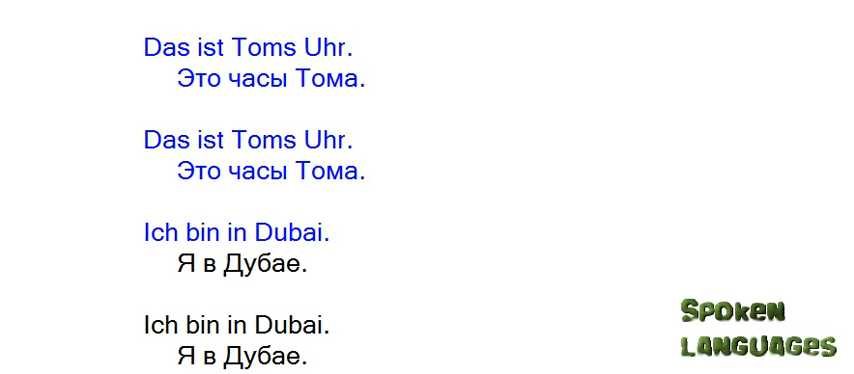 Das ist Toms Uhr.
Это часы Тома.
Das ist Toms Uhr.
Это часы Тома.
Ich bin in Dubai.
Я в Дубае.
Ich bin in Dubai.
Я в Дубае.
Spoken
Languages